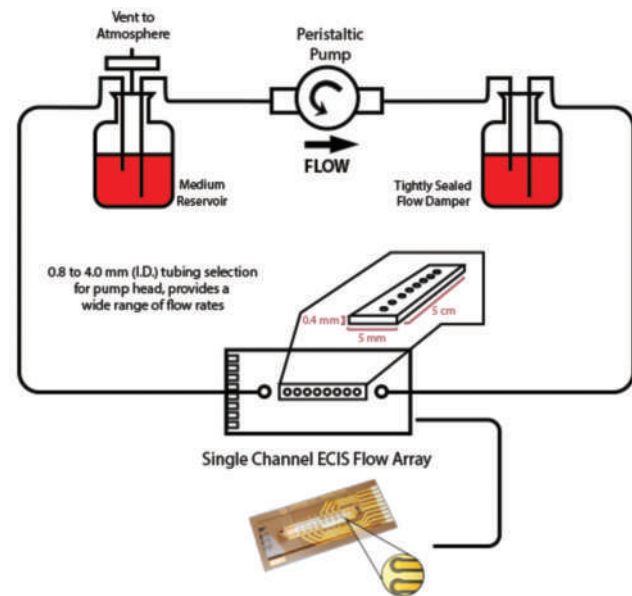 Vent to
Atmosphere
Peristaltic
Pump
FLOW
Medium
Reservoir
Tightly Sealed
Flow Damper
0.8 to 4.0 mm (I.D.) tubing selection
for pump head, provides a
wide range of flow rates
0.4 mm
5 mm
5 cm
Single Channel ECIS Flow Array